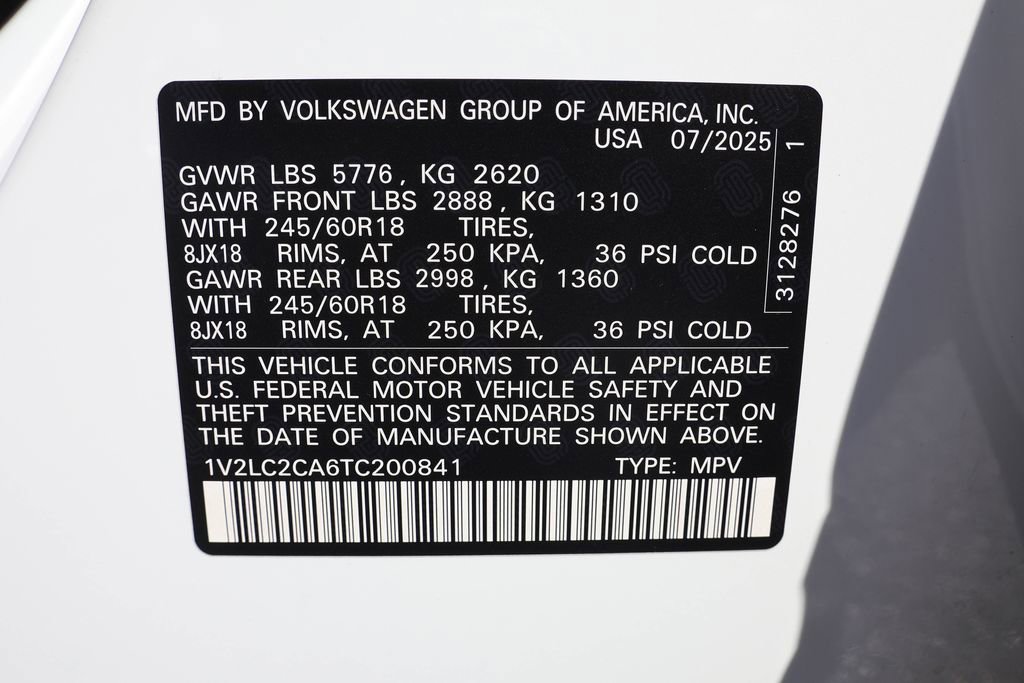 MFD BY VOLKSWAGEN GROUP OF AMERICA, INC.
USA 07/2025
GVWR LBS 5776, KG 2620
GAWR FRONT LBS 2888, KG 1310
WITH 245/60R18 TIRES,
8JX18 RIMS, AT 250 KPA, 36 PSI COLD
GAWR REAR LBS 2998, KG 1360
WITH 245/60R18 TIRES,
8JX18 RIMS, AT 250 KPA, 36 PSI COLD
THIS VEHICLE CONFORMS TO ALL APPLICABLE
U.S. FEDERAL MOTOR VEHICLE SAFETY AND
THEFT PREVENTION STANDARDS IN EFFECT ON
THE DATE OF MANUFACTURE SHOWN ABOVE.
1V2LC2CA6TC200841 TYPE: MPV
3128276 1